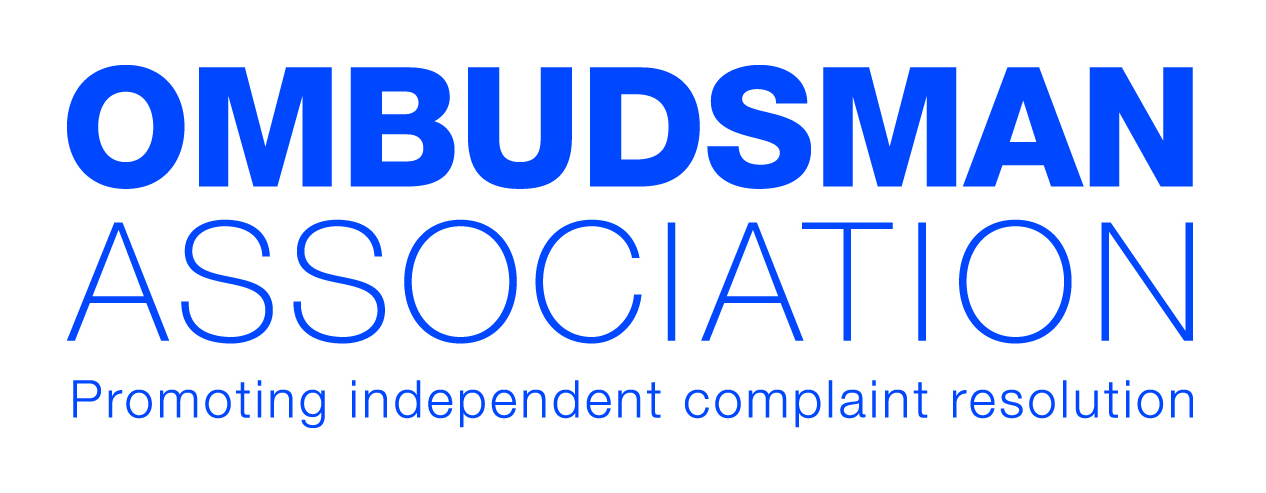 OMBUDSMAN
ASSOCIATION
Promoting independent complaint resolution